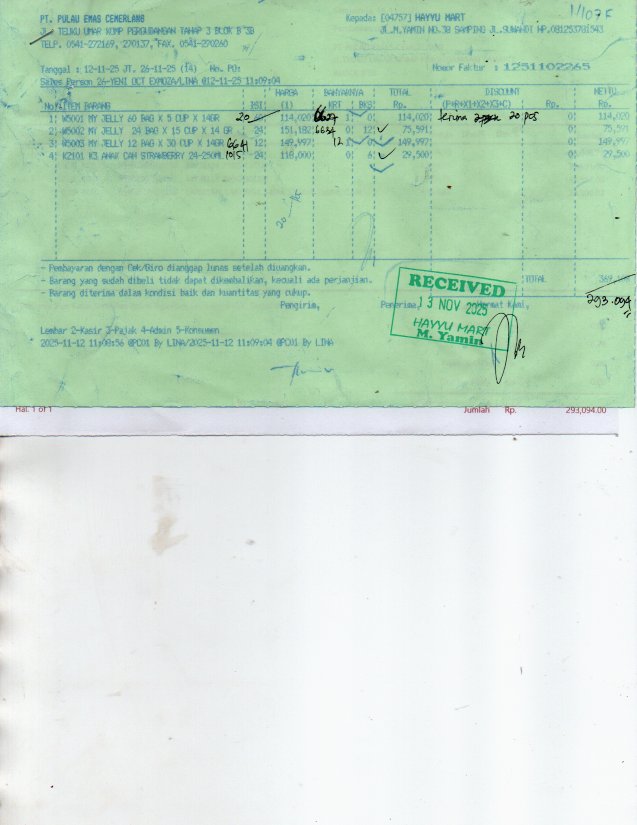 PT. PULAU EMAS CEMERLANG
JL. TEUKU UMAR KOMP PERGUDANGAN TAHAP 3 BLOK B 3B
TELP. 0541-272169, 270137, FAX. 0541-270260
Kepada: [04757] HAYYU MART
JL.M.YAMIN NO.38 SAMPING JL.SUWANDI HP.081253781543
1/107 F
Tanggal : 12-11-25 JT. 26-11-25 (14) No. PO:
Nomor Faktur : 1251102265
Sales Person 26-YENI OCT EXMOZA/LINA @12-11-25 11:09:04
HARGA BANYAKNYA TOTAL DISCOUNT NETTO
No. ITEM BARANG ISI (1) KRT BKS Rp. (P+R+X1+X2+X3+C) Rp. Rp.
1 W5001 MY JELLY 60 BAG X 5 CUP X 14GR 20 114,020 0 114,020 0 114,020
terima 20 pcs
2 W5002 MY JELLY 24 BAG X 15 CUP X 14 GR 24 151,182 6634 0 12 75,591 0 75,591
3 W5003 MY JELLY 12 BAG X 30 CUP X 14GR 6641 149,997 0 149,997 0 149,997
4 K2101 K3 ANAK CAN STRAWBERRY 24-250ML 1015 24 118,000 0 6 29,500 0 29,500
- Pembayaran dengan Cek/Giro dianggap lunas setelah diuangkan.
- Barang yang sudah dibeli tidak dapat dikembalikan, kecuali ada perjanjian.
- Barang diterima dalam kondisi baik dan kuantitas yang cukup.
TOTAL
293.094
Pengirim, Penerima, Hormat Kami,
RECEIVED
13 NOV 2025
HAYYU MART
M. Yamin
Lembar 2-Kasir 3-Pajak 4-Admin 5-Konsumen
2025-11-12 11:08:56 @PC01 By LINA/2025-11-12 11:09:04 @PC01 By LINA
Hal. 1 of 1 Jumlah Rp. 293,094.00